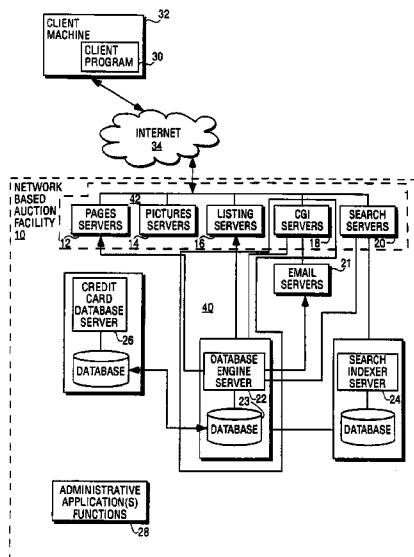 CLIENT
MACHINE
32
CLIENT
PROGRAM
30
INTERNET
34
NETWORK
BASED
AUCTION
FACILITY
10
42
PAGES
SERVERS
12
PICTURES
SERVERS
14
LISTING
SERVERS
16
CGI
SERVERS
18
SEARCH
SERVERS
20
EMAIL
SERVERS
21
CREDIT
CARD
DATABASE
SERVER
26
DATABASE
40
DATABASE
ENGINE
SERVER
22
23
DATABASE
SEARCH
INDEXER
SERVER
24
DATABASE
ADMINISTRATIVE
APPLICATION(S)
FUNCTIONS
28